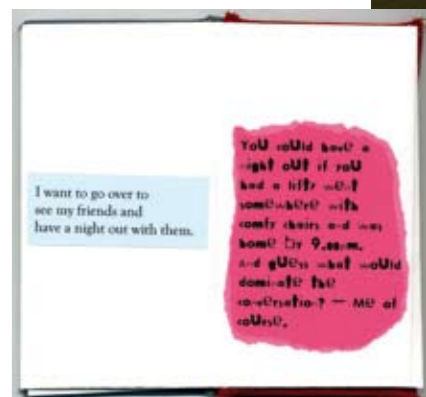 I want to go over to
see my friends and
have a night out with them.
YoU coUld have a
night oUt if yoU
had a lift, went
somewhere with
comfy chairs and was
home by 9.00pm.
And gUess what woUld
dominate the
conversation? — Me of
coUrse.